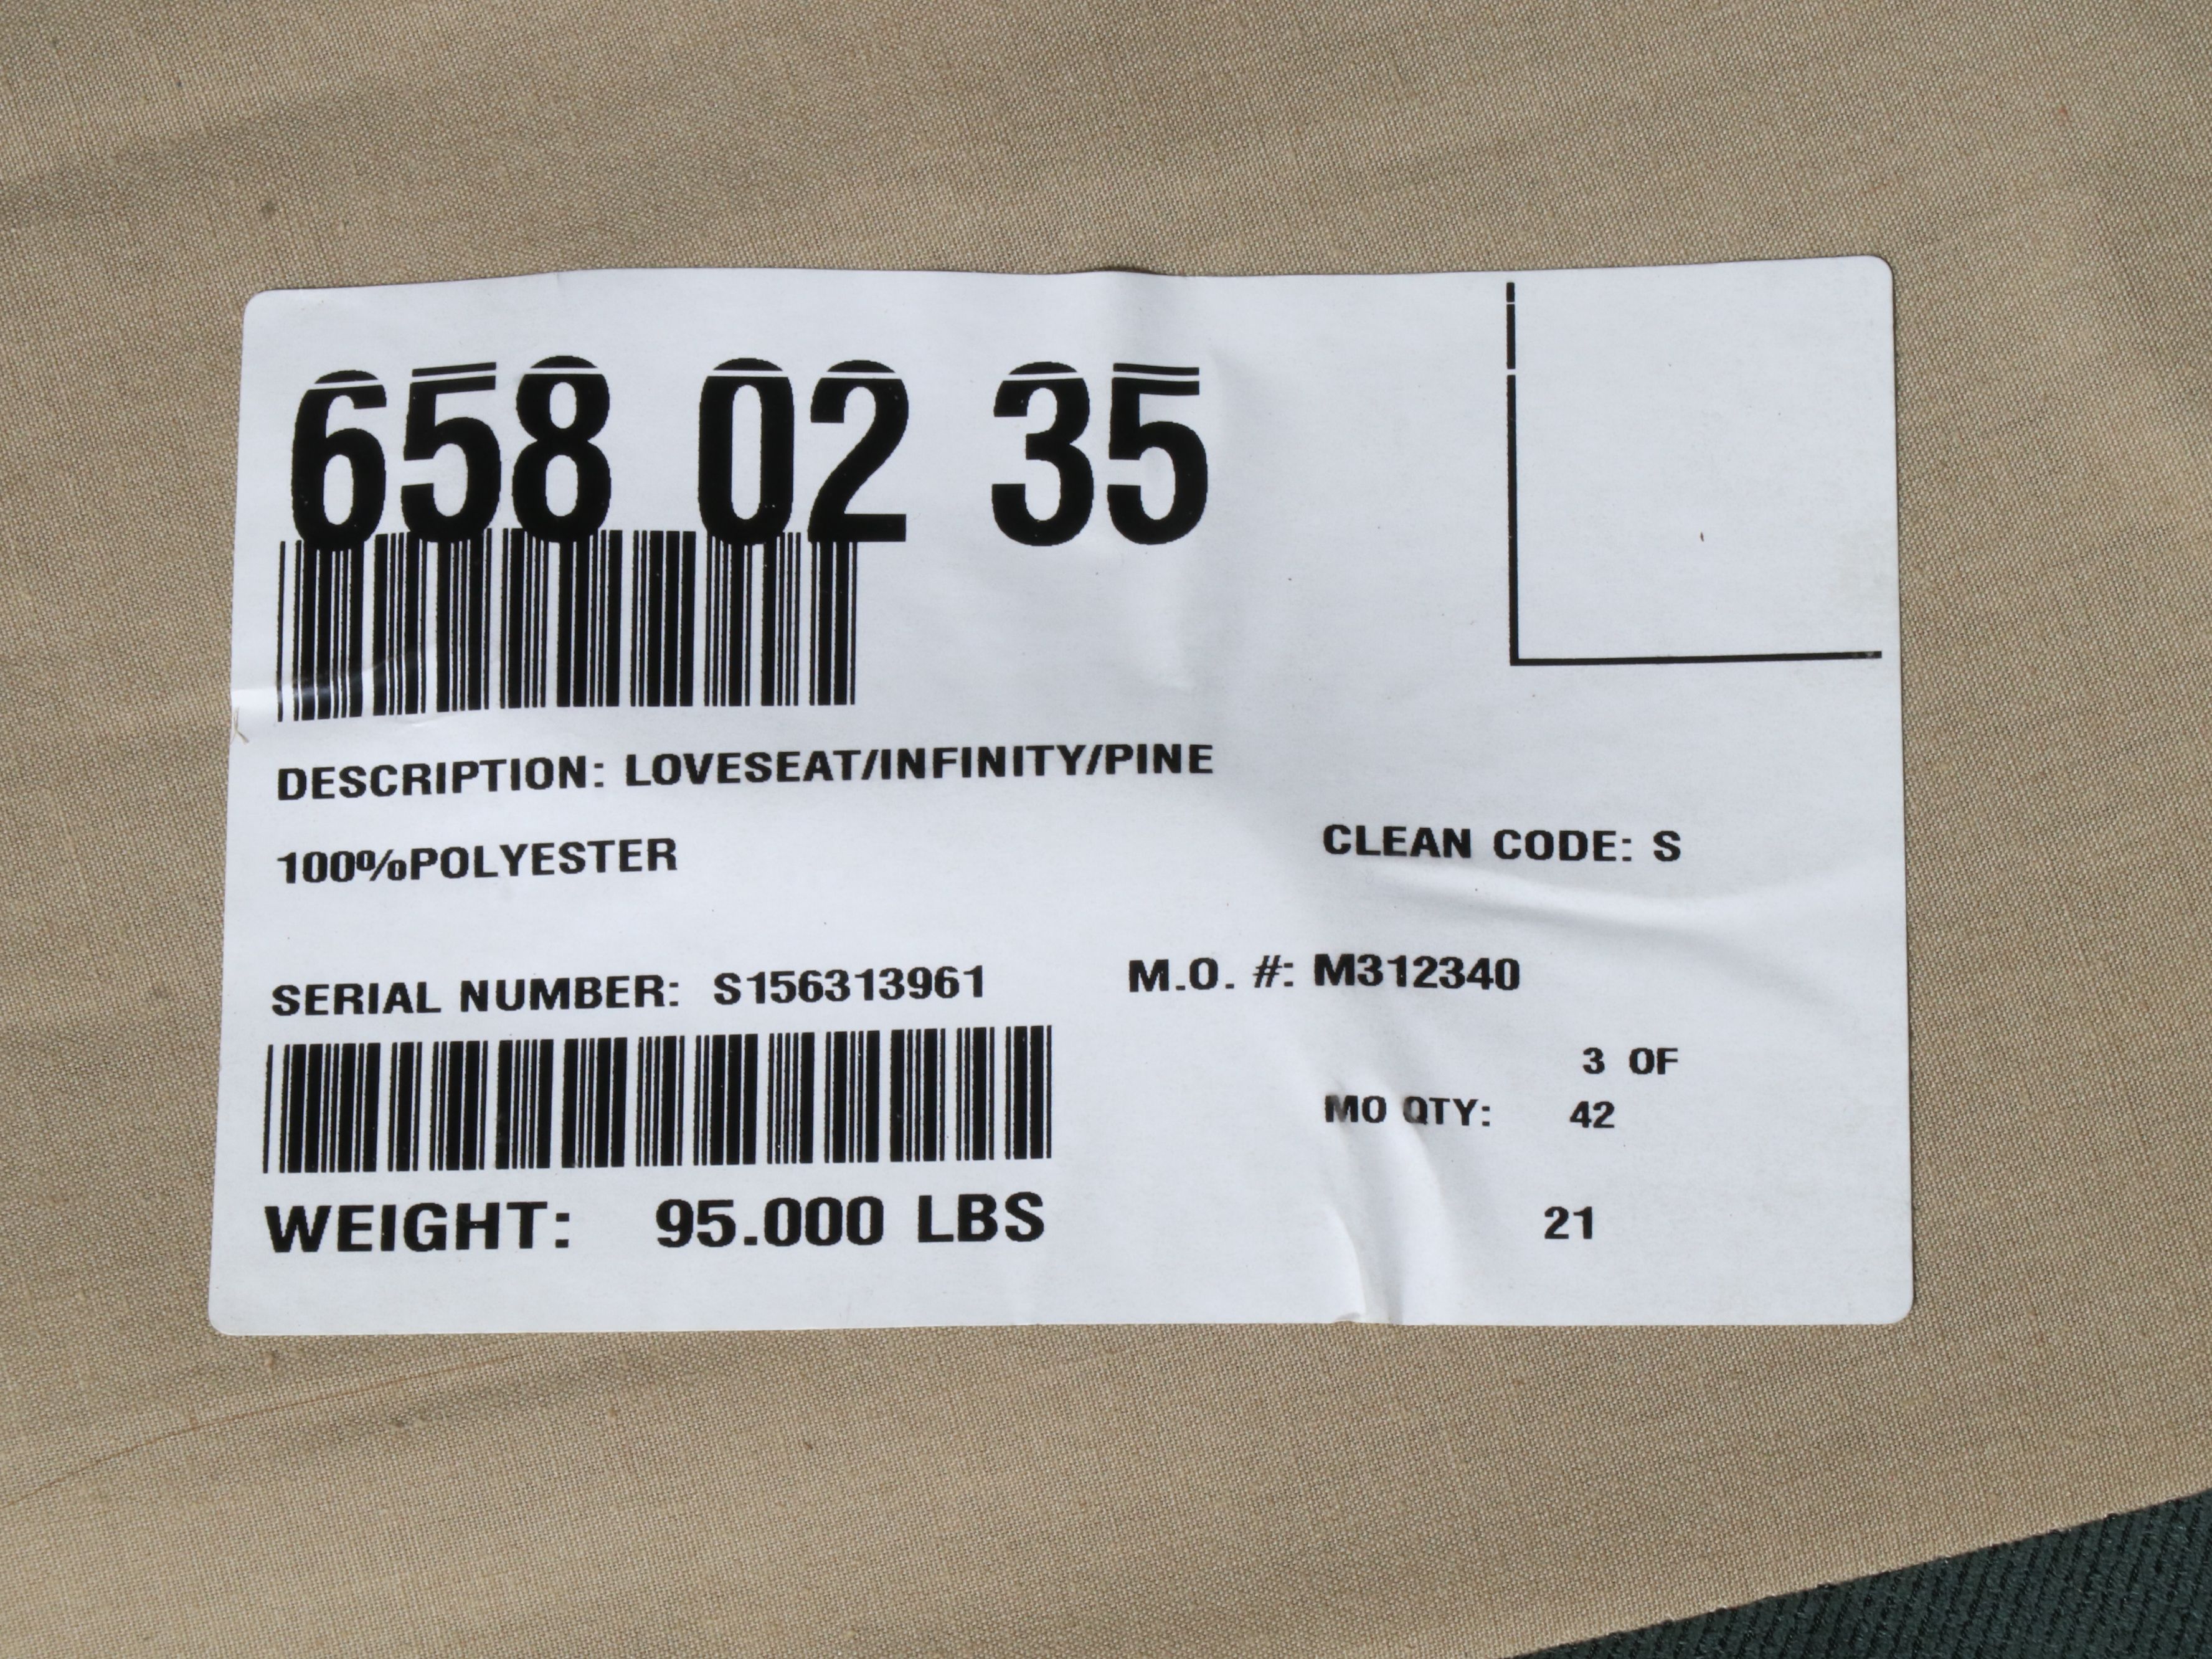 658 02 35
DESCRIPTION: LOVESEAT/INFINITY/PINE
100%POLYESTER
CLEAN CODE: S
SERIAL NUMBER: S156313961
M.O. #: M312340
3 OF
MO QTY: 42
WEIGHT: 95.000 LBS
21